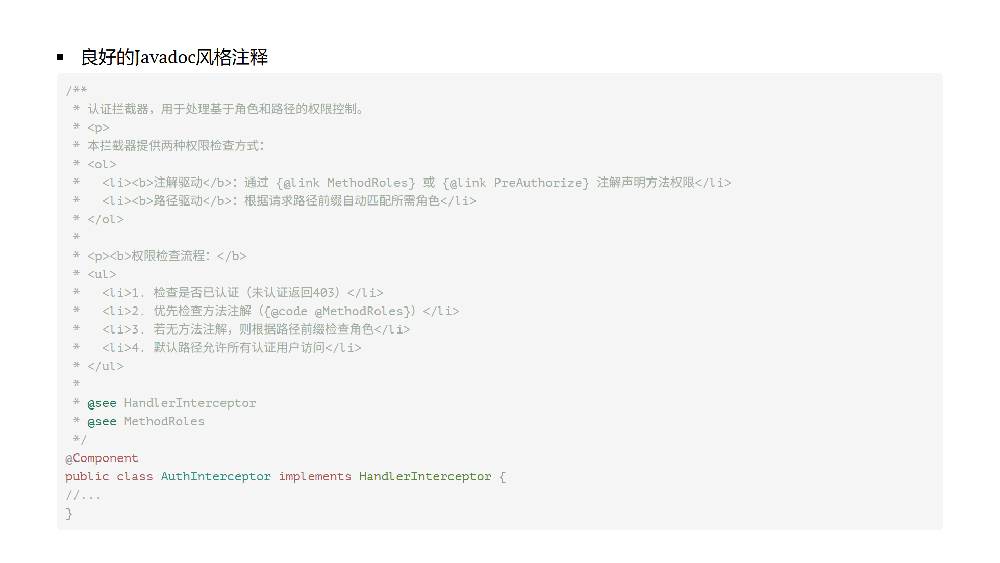 ▪ 良好的Javadoc风格注释
/**
 * 认证拦截器，用于处理基于角色和路径的权限控制。
 * <p>
 * 本拦截器提供两种权限检查方式：
 * <ol>
 *   <li><b>注解驱动</b>：通过 {@link MethodRoles} 或 {@link PreAuthorize} 注解声明方法权限</li>
 *   <li><b>路径驱动</b>：根据请求路径前缀自动匹配所需角色</li>
 * </ol>
 *
 * <p><b>权限检查流程：</b>
 * <ul>
 *   <li>1. 检查是否已认证（未认证返回403）</li>
 *   <li>2. 优先检查方法注解（{@code @MethodRoles}）</li>
 *   <li>3. 若无方法注解，则根据路径前缀检查角色</li>
 *   <li>4. 默认路径允许所有认证用户访问</li>
 * </ul>
 *
 * @see HandlerInterceptor
 * @see MethodRoles
 */
@Component
public class AuthInterceptor implements HandlerInterceptor {
//...
}